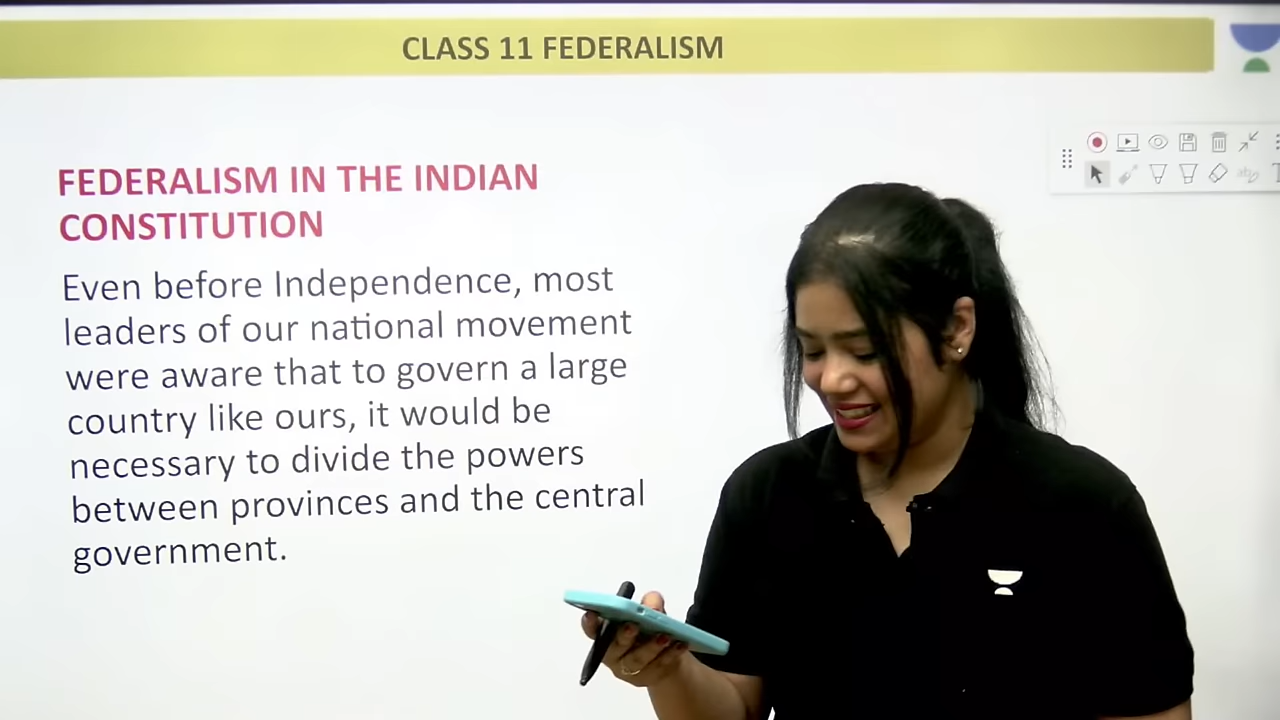 CLASS 11 FEDERALISM
FEDERALISM IN THE INDIAN
CONSTITUTION
Even before Independence, most
leaders of our national movement
were aware that to govern a large
country like ours, it would be
necessary to divide the powers
between provinces and the central
government.